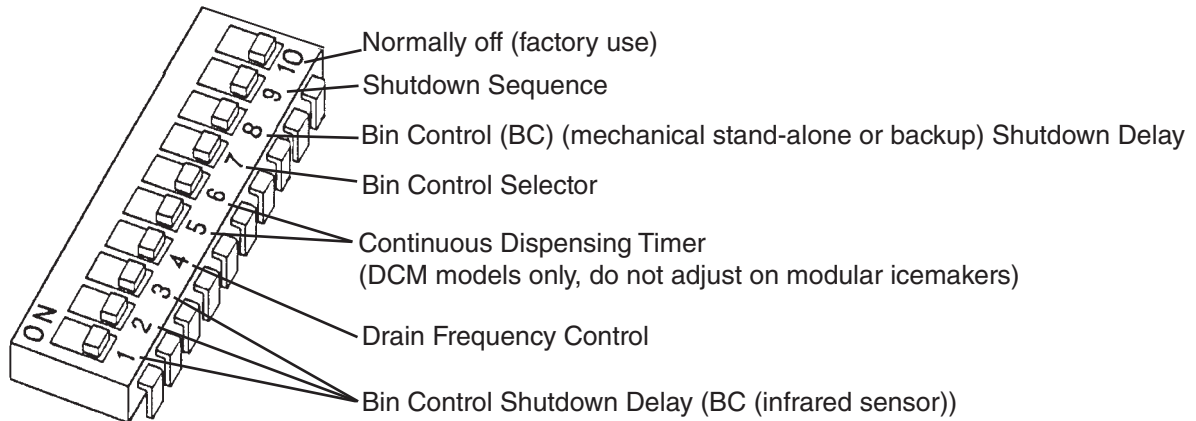 10 Normally off (factory use)
9 Shutdown Sequence
8 Bin Control (BC) (mechanical stand-alone or backup) Shutdown Delay
7 Bin Control Selector
6
5 Continuous Dispensing Timer
(DCM models only, do not adjust on modular icemakers)
4 Drain Frequency Control
3
2
1 Bin Control Shutdown Delay (BC (infrared sensor))
ON